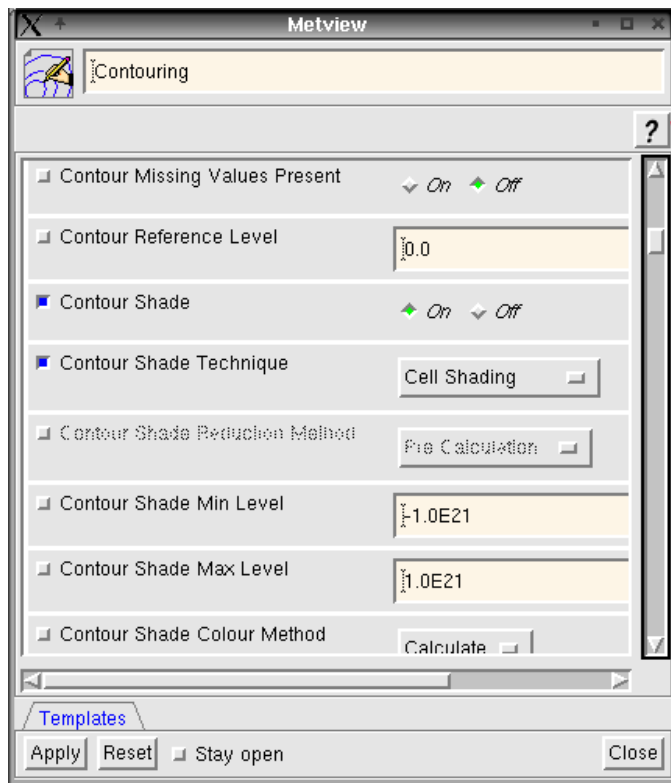 Metview
Contouring
?
Contour Missing Values Present On Off
Contour Reference Level 0.0
Contour Shade On Off
Contour Shade Technique Cell Shading
Contour Shade Reduction Method Pre Calculation
Contour Shade Min Level -1.0E21
Contour Shade Max Level 1.0E21
Contour Shade Colour Method Calculate
Templates
Apply Reset Stay open Close